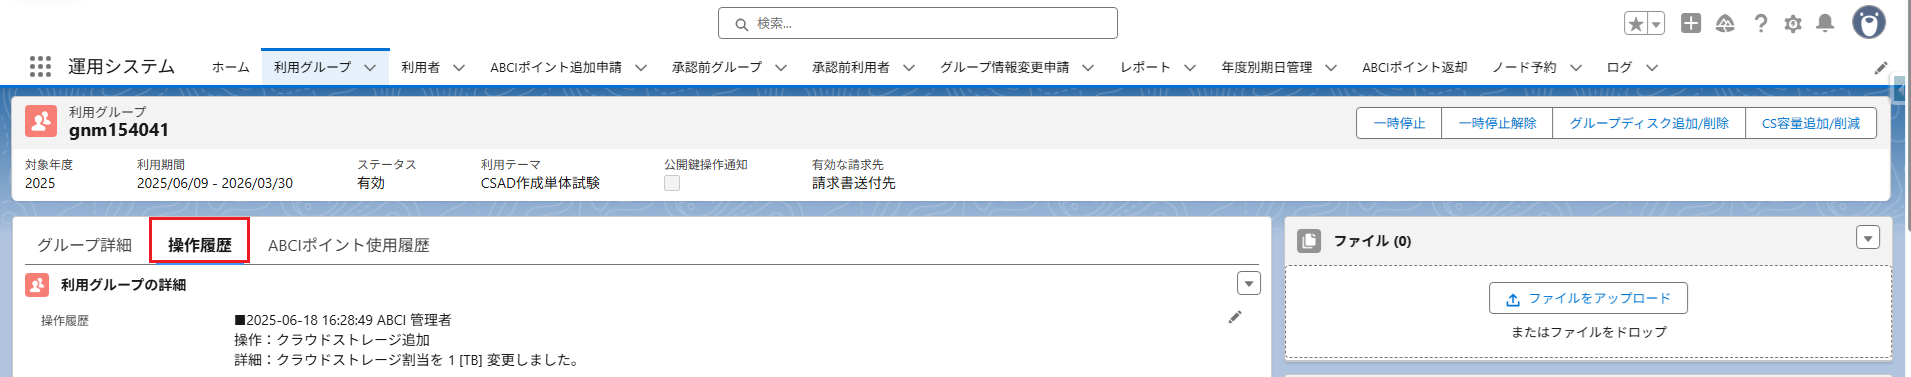 検索...
運用システム
ホーム
利用グループ
利用者
ABCIポイント追加申請
承認前グループ
承認前利用者
グループ情報変更申請
レポート
年度別期日管理
ABCIポイント返却
ノード予約
ログ
利用グループ
gnm154041
一時停止
一時停止解除
グループディスク追加/削除
CS容量追加/削減
対象年度
2025
利用期間
2025/06/09 - 2026/03/30
ステータス
有効
利用テーマ
CSAD作成単体試験
公開鍵操作通知
有効な請求先
請求書送付先
グループ詳細
操作履歴
ABCIポイント使用履歴
利用グループの詳細
操作履歴
■2025-06-18 16:28:49 ABCI 管理者
操作：クラウドストレージ追加
詳細：クラウドストレージ割当を 1 [TB] 変更しました。
ファイル (0)
ファイルをアップロード
またはファイルをドロップ